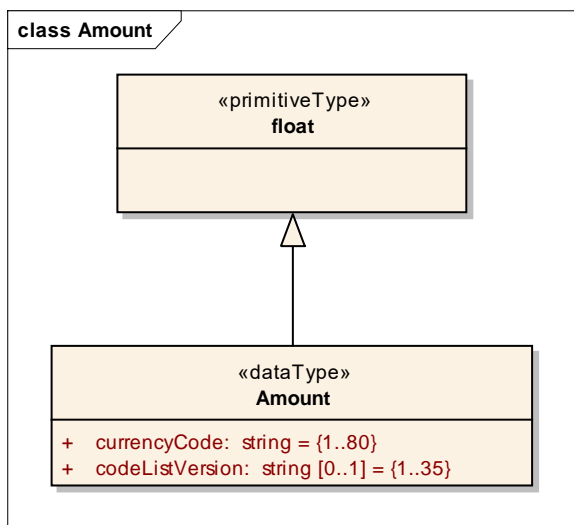 class Amount
«primitiveType»
float
«dataType»
Amount
+ currencyCode: string = {1..80}
+ codeListVersion: string [0..1] = {1..35}